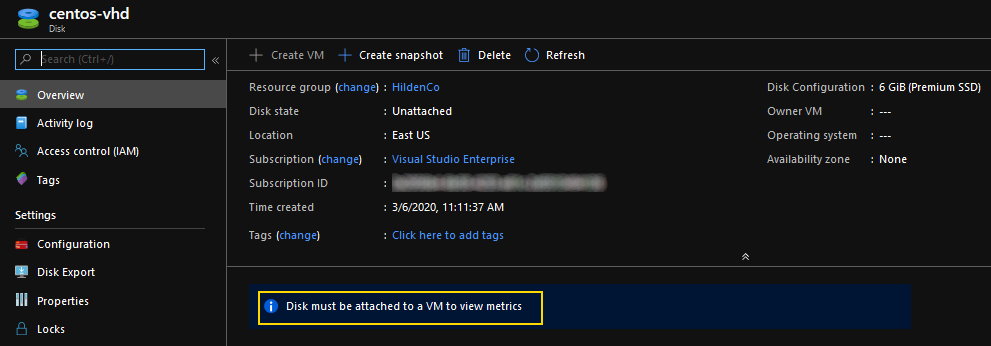 centos-vhd
Disk
Search (Ctrl+/)
«
Overview
Activity log
Access control (IAM)
Tags
Settings
Configuration
Disk Export
Properties
Locks
+ Create VM + Create snapshot Delete Refresh
Resource group (change) : HildenCo
Disk state : Unattached
Location : East US
Subscription (change) : Visual Studio Enterprise
Subscription ID :
Time created : 3/6/2020, 11:11:37 AM
Tags (change) : Click here to add tags
Disk Configuration : 6 GiB (Premium SSD)
Owner VM : ---
Operating system : ---
Availability zone : None
Disk must be attached to a VM to view metrics